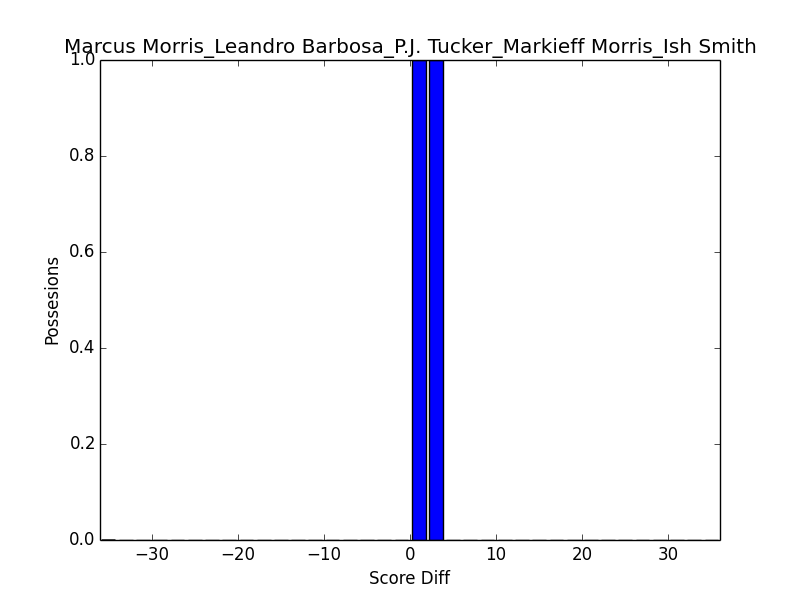 Marcus Morris_Leandro Barbosa_P.J. Tucker_Markieff Morris_Ish Smith
1.0
0.8
0.6
0.4
0.2
0.0
Possesions
−30 −20 −10 0 10 20 30
Score Diff